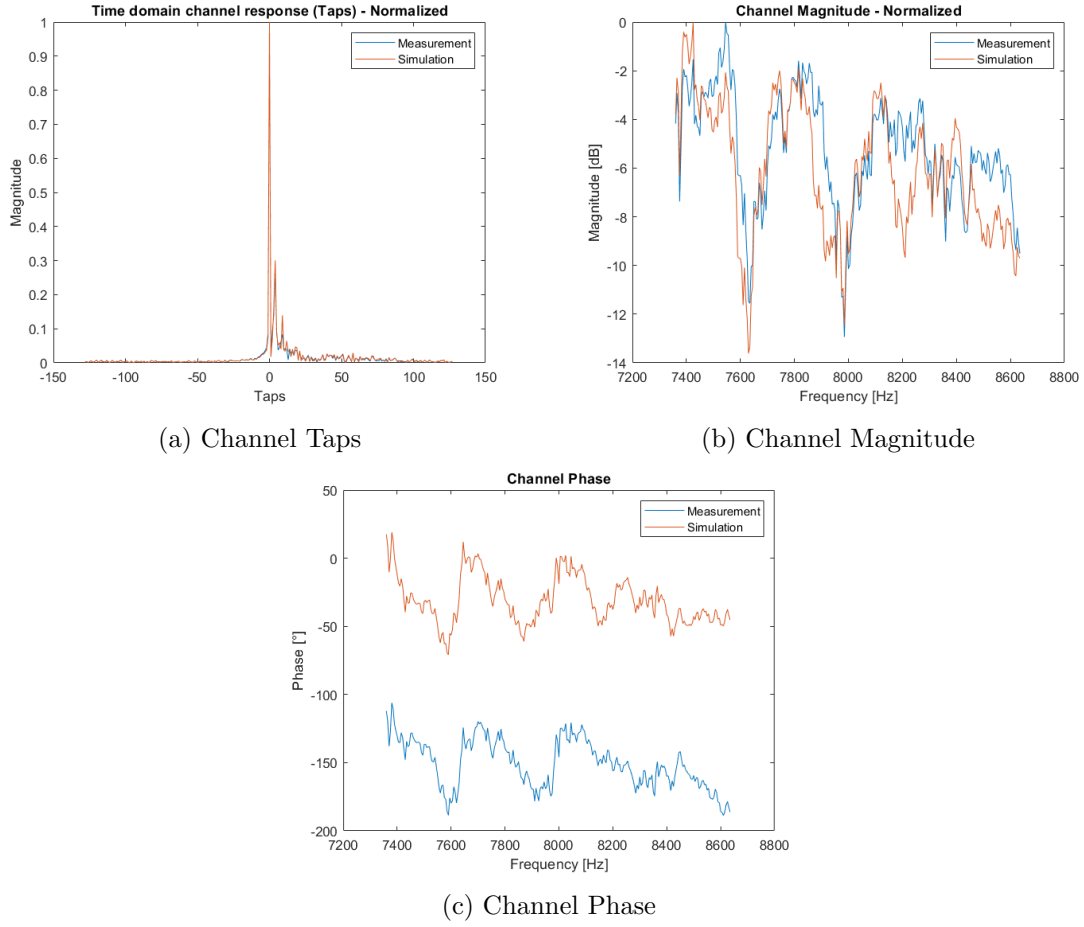 Time domain channel response (Taps) - Normalized
Measurement
Simulation
1
0.9
0.8
0.7
0.6
0.5
0.4
0.3
0.2
0.1
0
Magnitude
-150
-100
-50
0
50
100
150
Taps
(a) Channel Taps
Channel Magnitude - Normalized
Measurement
Simulation
0
-2
-4
-6
-8
-10
-12
-14
Magnitude [dB]
7200
7400
7600
7800
8000
8200
8400
8600
8800
Frequency [Hz]
(b) Channel Magnitude
Channel Phase
Measurement
Simulation
50
0
-50
-100
-150
-200
Phase [°]
7200
7400
7600
7800
8000
8200
8400
8600
8800
Frequency [Hz]
(c) Channel Phase